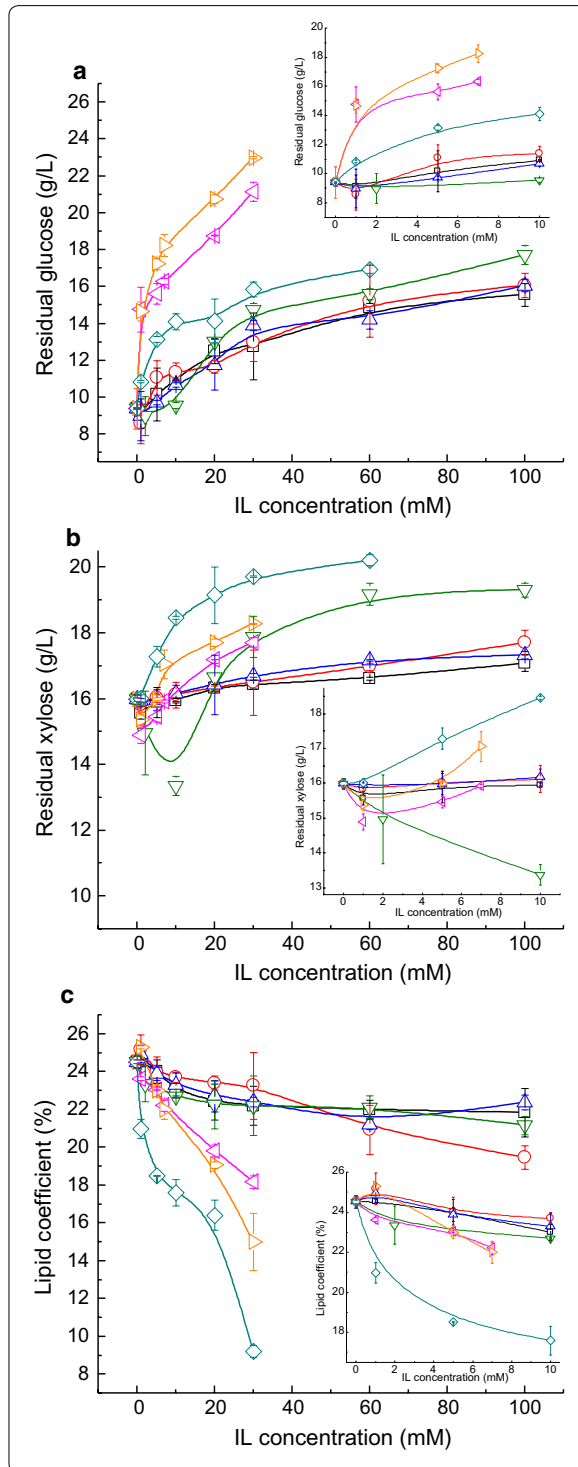 a
Residual glucose (g/L)
26
24
22
20
18
16
14
12
10
8
0 20 40 60 80 100
IL concentration (mM)
Residual glucose (g/L)
20
18
16
14
12
10
8
6
0 2 4 6 8 10
IL concentration (mM)
b
Residual xylose (g/L)
20
18
16
14
12
10
0 20 40 60 80 100
IL concentration (mM)
Residual xylose (g/L)
19
18
17
16
15
14
13
0 2 4 6 8 10
IL concentration (mM)
c
Lipid coefficient (%)
26
24
22
20
18
16
14
12
10
8
0 20 40 60 80 100
IL concentration (mM)
Lipid coefficient (%)
26
24
22
20
18
0 2 4 6 8 10
IL concentration (mM)